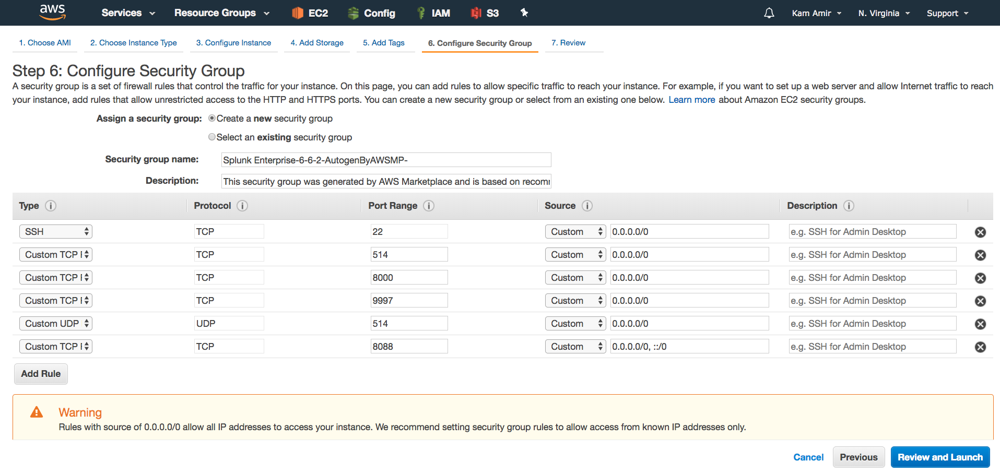 aws Services Resource Groups EC2 Config IAM S3 Kam Amir N. Virginia Support
1. Choose AMI 2. Choose Instance Type 3. Configure Instance 4. Add Storage 5. Add Tags 6. Configure Security Group 7. Review
Step 6: Configure Security Group
A security group is a set of firewall rules that control the traffic for your instance. On this page, you can add rules to allow specific traffic to reach your instance. For example, if you want to set up a web server and allow Internet traffic to reach
your instance, add rules that allow unrestricted access to the HTTP and HTTPS ports. You can create a new security group or select from an existing one below. Learn more about Amazon EC2 security groups.
Assign a security group: Create a new security group
Select an existing security group
Security group name: Splunk Enterprise-6-6-2-AutogenByAWSMP-
Description: This security group was generated by AWS Marketplace and is based on recom
Type Protocol Port Range Source Description
SSH TCP 22 Custom 0.0.0.0/0 e.g. SSH for Admin Desktop
Custom TCP TCP 514 Custom 0.0.0.0/0 e.g. SSH for Admin Desktop
Custom TCP TCP 8000 Custom 0.0.0.0/0 e.g. SSH for Admin Desktop
Custom TCP TCP 9997 Custom 0.0.0.0/0 e.g. SSH for Admin Desktop
Custom UDP UDP 514 Custom 0.0.0.0/0 e.g. SSH for Admin Desktop
Custom TCP TCP 8088 Custom 0.0.0.0/0, ::/0 e.g. SSH for Admin Desktop
Add Rule
Warning
Rules with source of 0.0.0.0/0 allow all IP addresses to access your instance. We recommend setting security group rules to allow access from known IP addresses only.
Cancel Previous Review and Launch